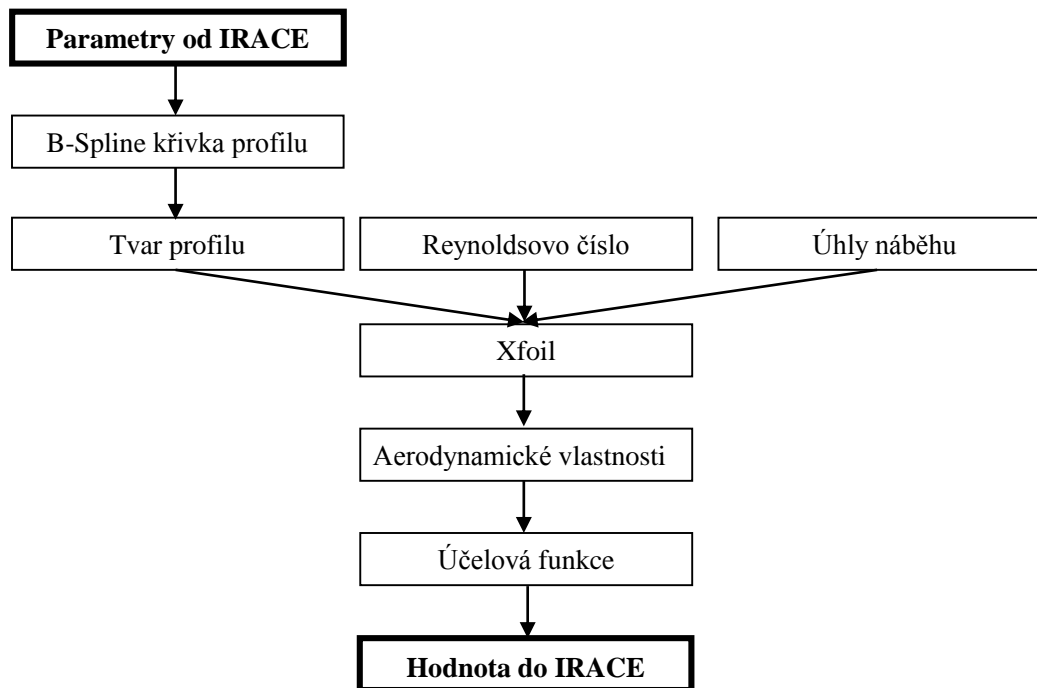 Parametry od IRACE
B-Spline křivka profilu
Tvar profilu
Reynoldsovo číslo
Úhly náběhu
Xfoil
Aerodynamické vlastnosti
Účelová funkce
Hodnota do IRACE